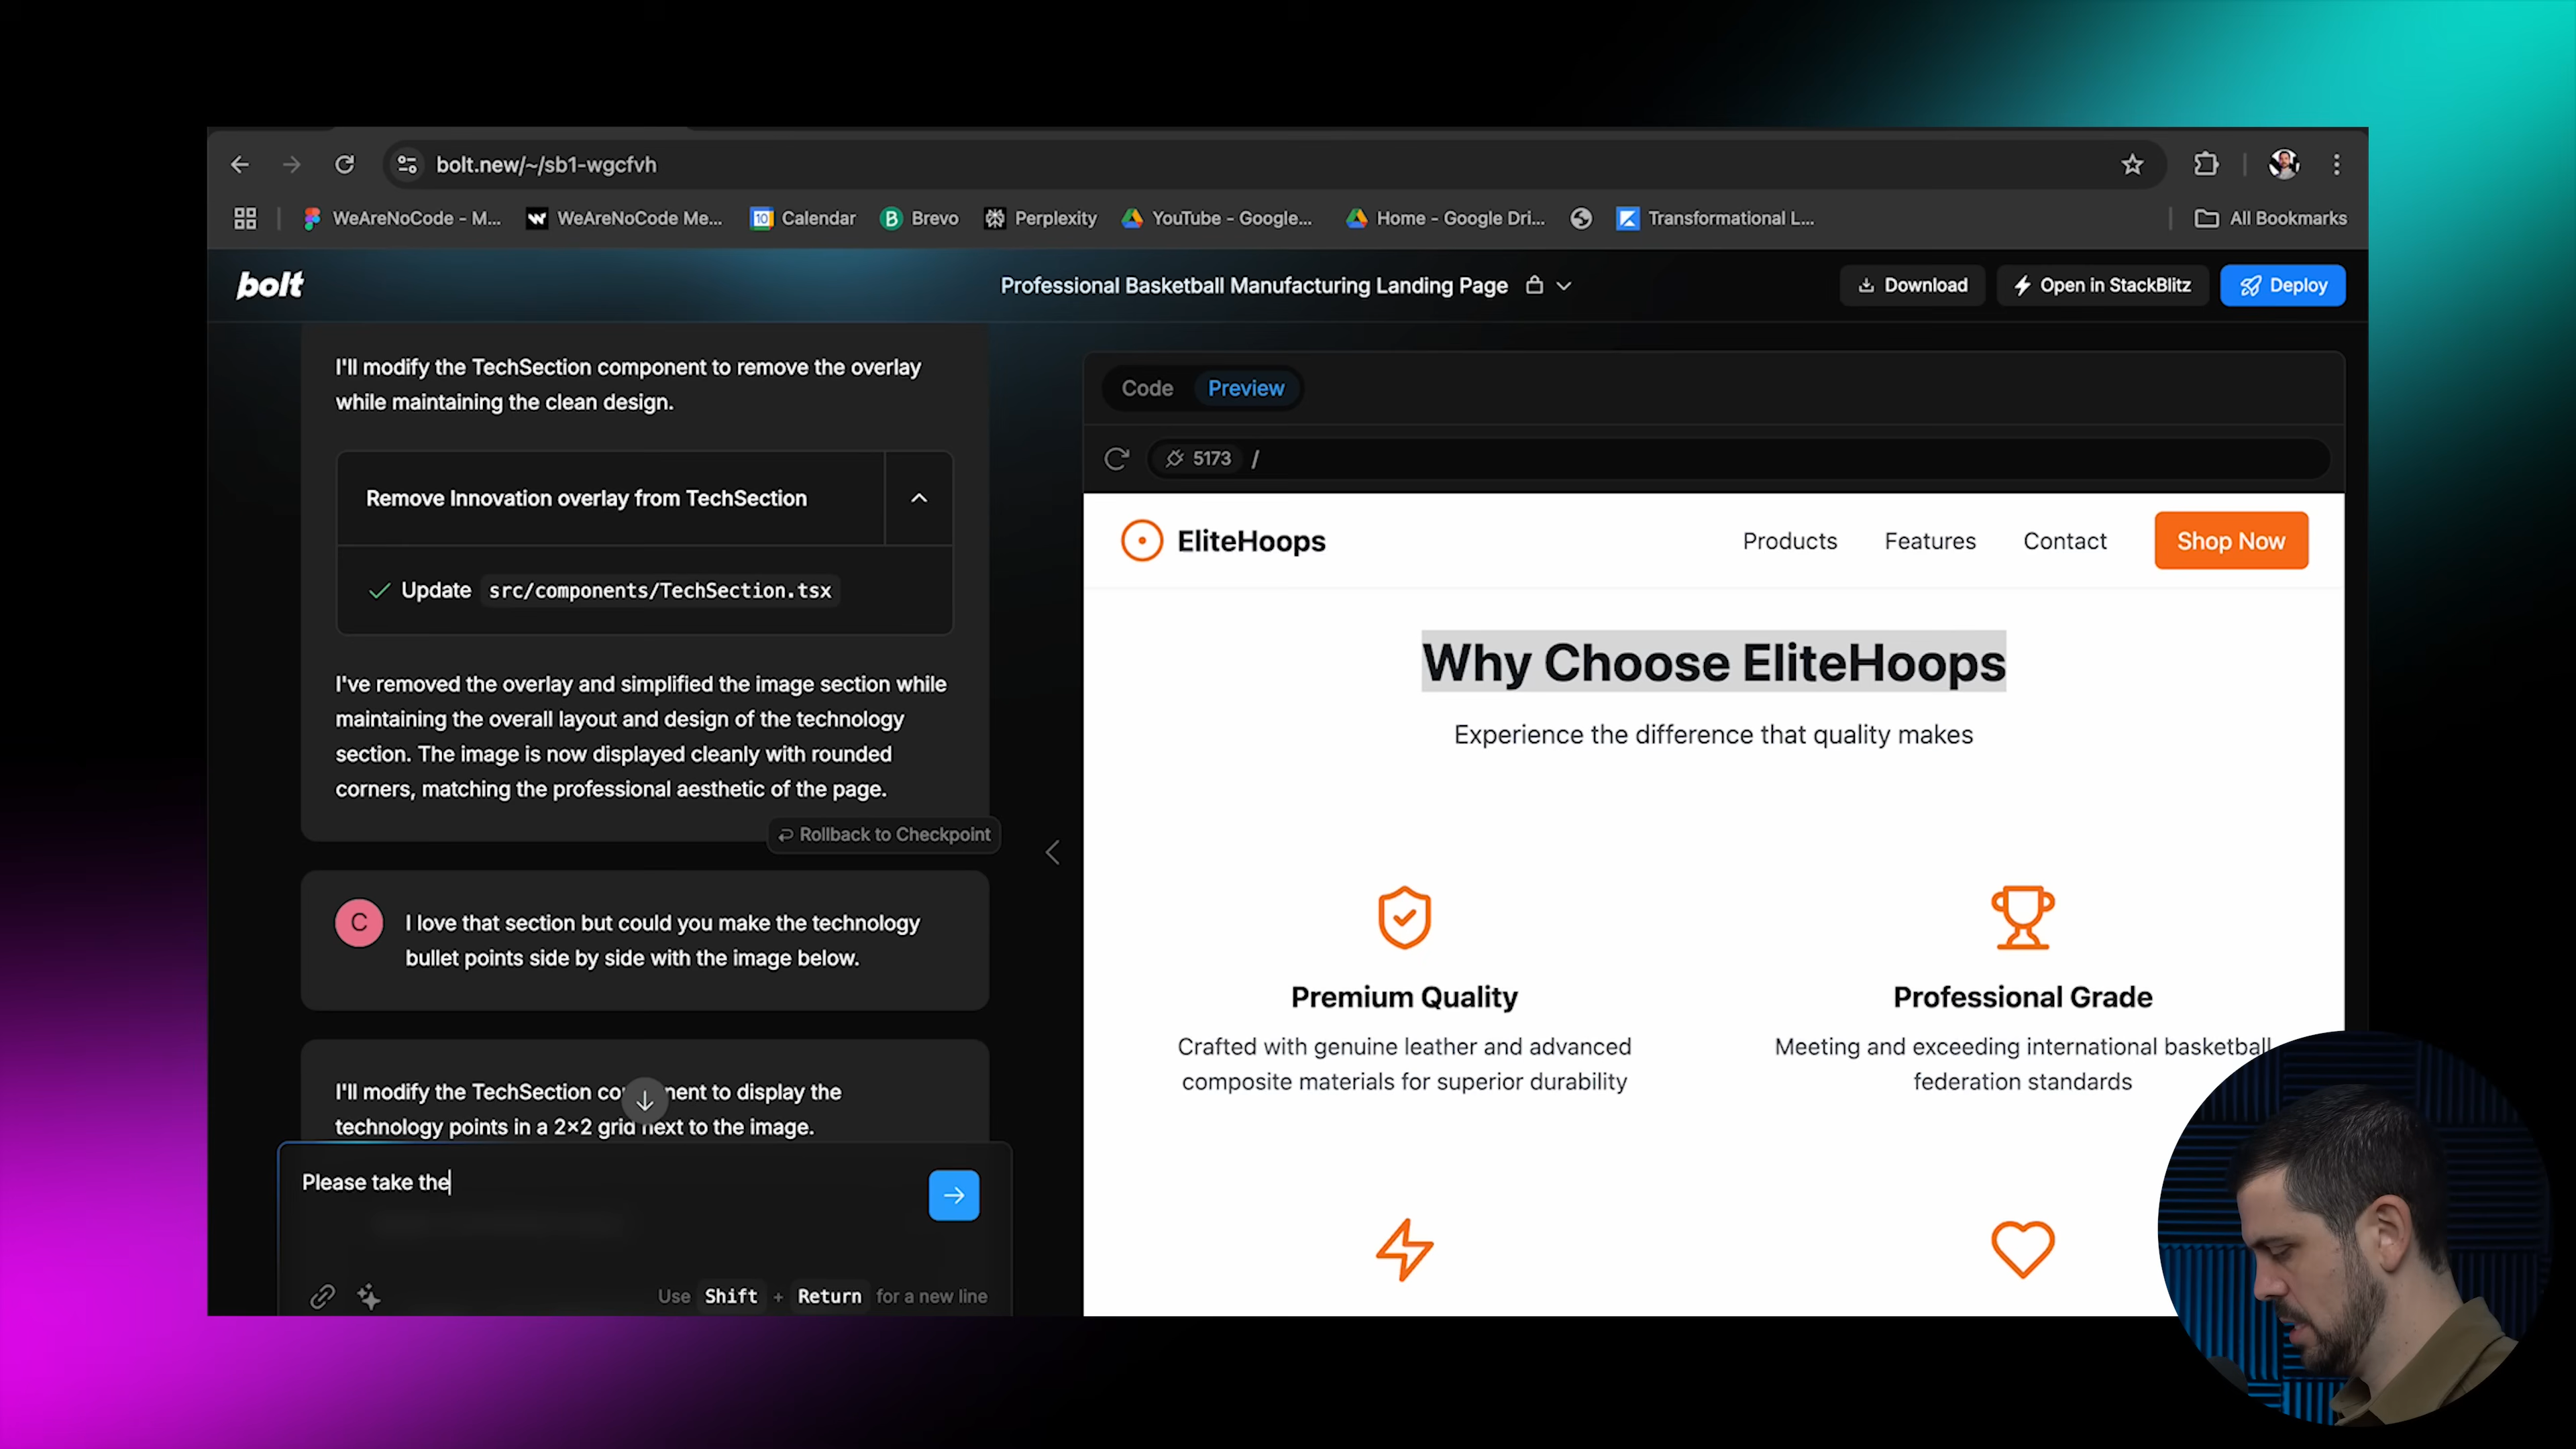 bolt.new/~/sb1-wgcfvh
WeAreNoCode - M...
WeAreNoCode Me...
10
Calendar
B
Brevo
Perplexity
YouTube - Google...
Home - Google Dri...
Transformational L...
All Bookmarks
bolt
Professional Basketball Manufacturing Landing Page
Download
Open in StackBlitz
Deploy
I'll modify the TechSection component to remove the overlay
while maintaining the clean design.
Remove Innovation overlay from TechSection
Update src/components/TechSection.tsx
I've removed the overlay and simplified the image section while
maintaining the overall layout and design of the technology
section. The image is now displayed cleanly with rounded
corners, matching the professional aesthetic of the page.
Rollback to Checkpoint
C
I love that section but could you make the technology
bullet points side by side with the image below.
I'll modify the TechSection to display the
technology points in a 2×2 grid next to the image.
Please take the
Use Shift + Return for a new line
Code
Preview
5173 /
EliteHoops
Products
Features
Contact
Shop Now
Why Choose EliteHoops
Experience the difference that quality makes
Premium Quality
Crafted with genuine leather and advanced
composite materials for superior durability
Professional Grade
Meeting and exceeding international basketball
federation standards